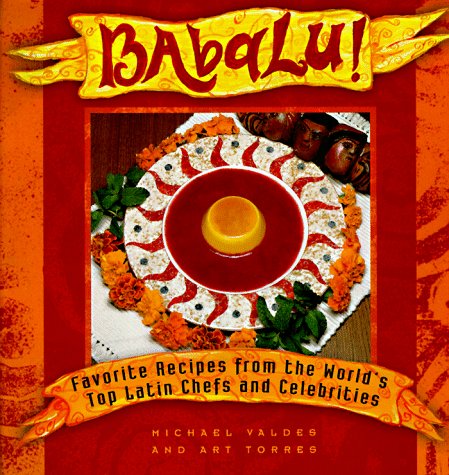 BAbaLU!
Favorite Recipes from the World's
Top Latin Chefs and Celebrities
MICHAEL VALDES
AND ART TORRES